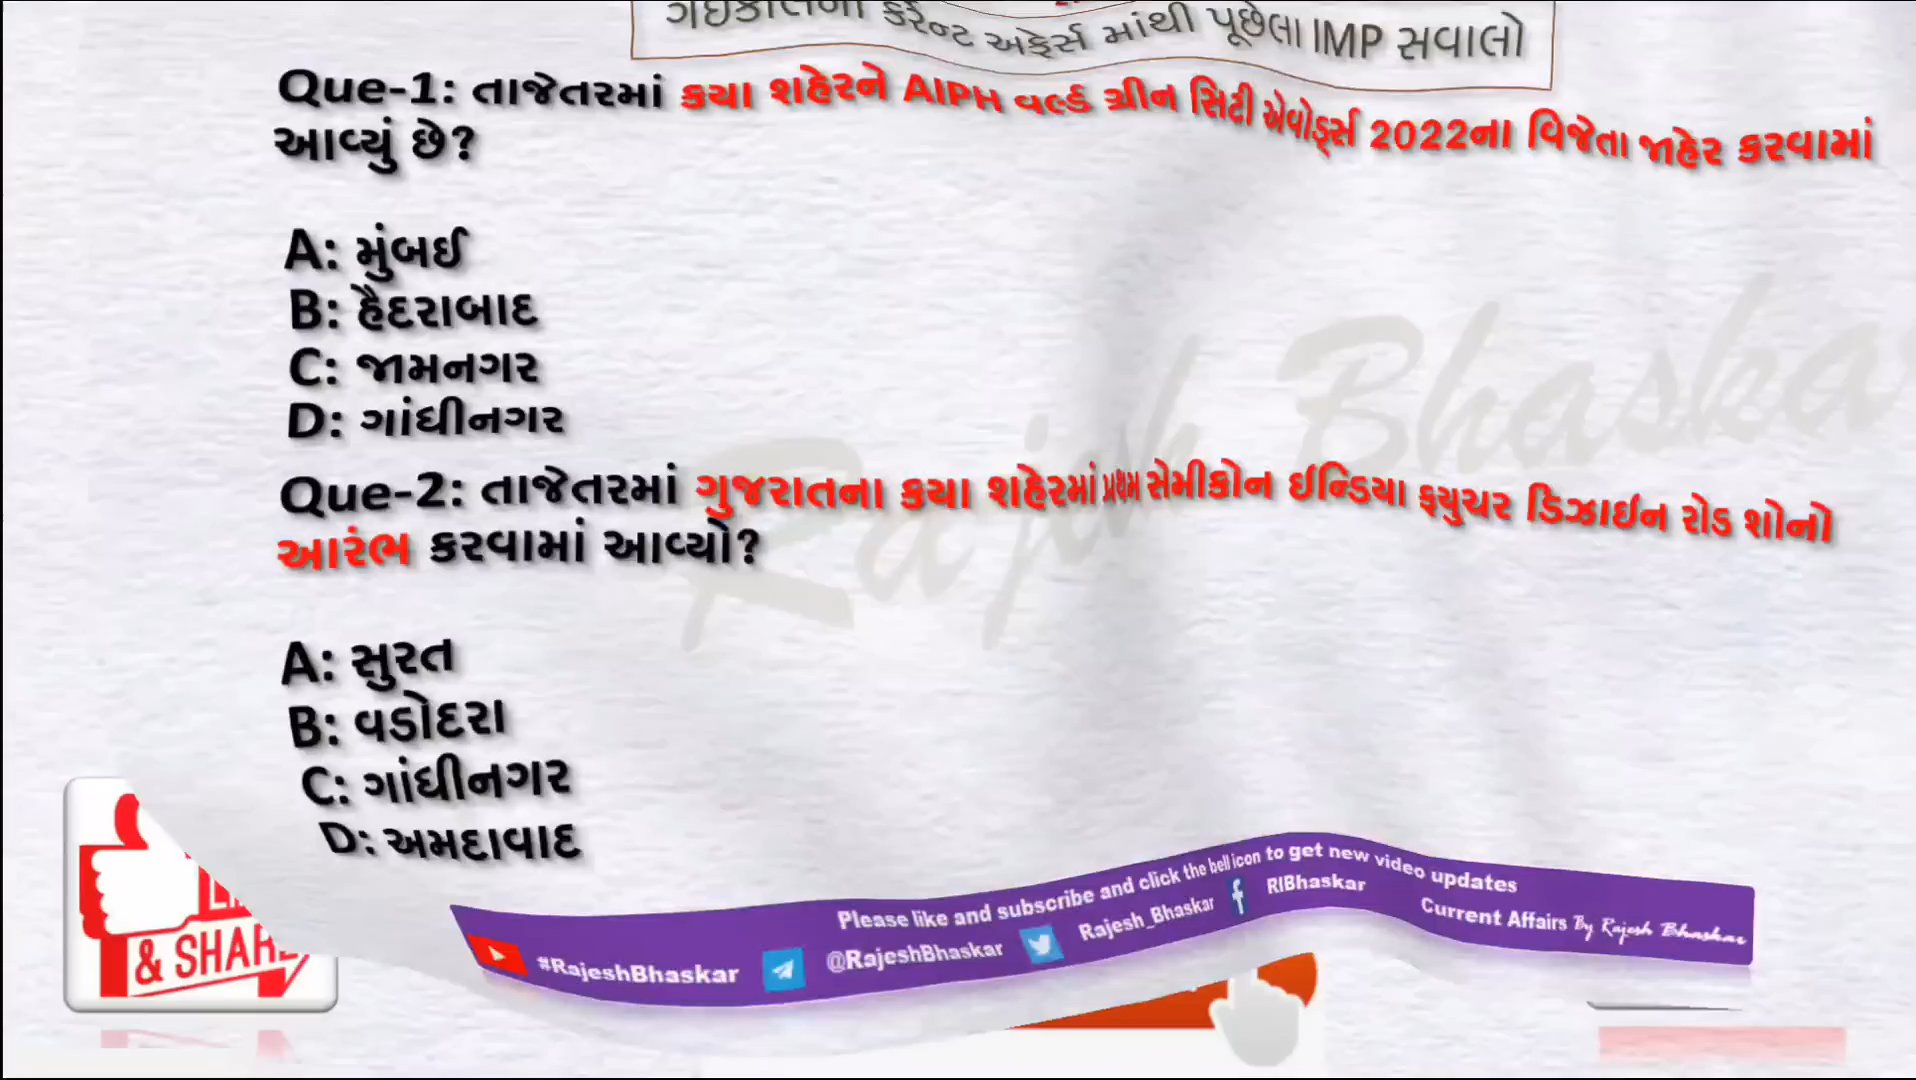 ગઇકાલના કરેન્ટ અફેર્સ માંથી પૂછેલા IMP સવાલો
Que-1: તાજેતરમાં કયા શહેરને AIPH વર્લ્ડ ગ્રીન સિટી એવોર્ડ્સ 2022ના વિજેતા જાહેર કરવામાં
આવ્યું છે?
A: મુંબઈ
B: હૈદરાબાદ
C: જામનગર
D: ગાંધીનગર
Rajesh Bhaskar
Que-2: તાજેતરમાં ગુજરાતના કયા શહેરમાં પ્રથમ સેમીકોન ઈન્ડિયા ફ્યુચર ડિઝાઈન રોડ શોનો
આરંભ કરવામાં આવ્યો?
A: સુરત
B: વડોદરા
C: ગાંધીનગર
D: અમદાવાદ
& SHARE
Please like and subscribe and click the bell icon to get new video updates
#RajeshBhaskar @RajeshBhaskar Rajesh_Bhaskar RIBhaskar Current Affairs By Rajesh Bhaskar